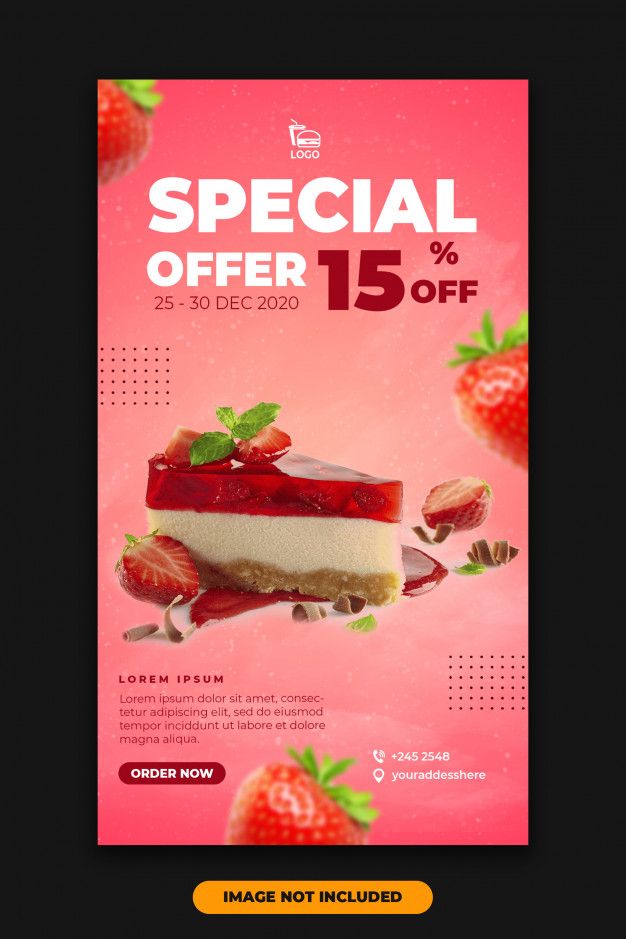 LOGO
SPECIAL
OFFER 15 % OFF
25 - 30 DEC 2020
LOREM IPSUM
Lorem ipsum dolor sit amet, consec-
tetur adipiscing elit, sed do eiusmod
tempor incididunt ut labore et dolore
magna aliqua.
ORDER NOW
+245 2548
youraddesshere
IMAGE NOT INCLUDED